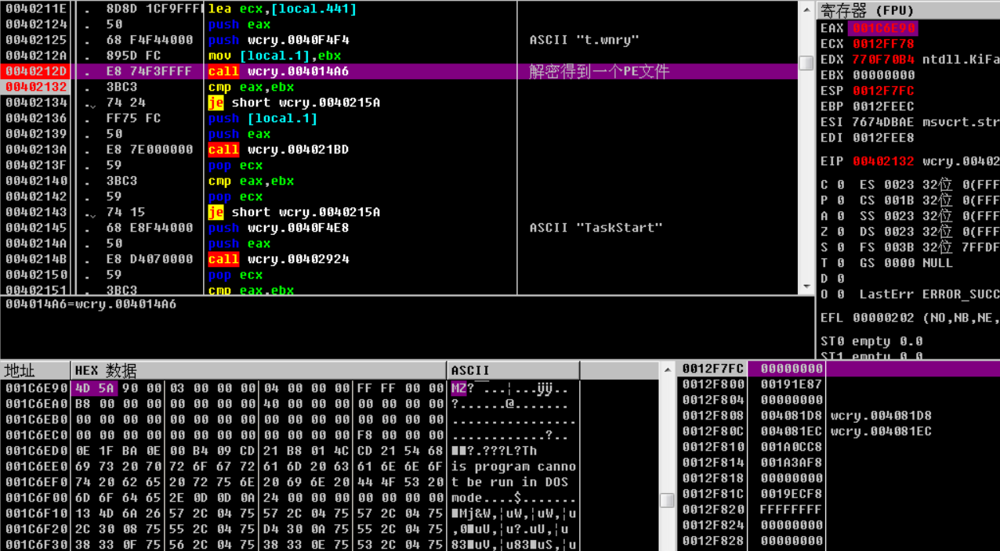 0040211E . 8D8D 1CF9FFFF lea ecx,[local.441]
00402124 . 50 push eax
00402125 . 68 F4F44000 push wcry.0040F4F4 ASCII "t.wnry"
0040212A . 895D FC mov [local.1],ebx
0040212D . E8 74F3FFFF call wcry.004014A6 解密得到一个PE文件
00402132 . 3BC3 cmp eax,ebx
00402134 . 74 24 je short wcry.0040215A
00402136 . FF75 FC push [local.1]
00402139 . 50 push eax
0040213A . E8 7E000000 call wcry.004021BD
0040213F . 59 pop ecx
00402140 . 3BC3 cmp eax,ebx
00402142 . 59 pop ecx
00402143 . 74 15 je short wcry.0040215A
00402145 . 68 E8F44000 push wcry.0040F4E8 ASCII "TaskStart"
0040214A . 50 push eax
0040214B . E8 D4070000 call wcry.00402924
00402150 . 59 pop ecx
00402151 . 3BC3 cmp eax,ebx
004014A6=wcry.004014A6
寄存器 (FPU)
EAX 001C6E90
ECX 0012FF78
EDX 770F70B4 ntdll.KiFa
EBX 00000000
ESP 0012F7FC
EBP 0012FEEC
ESI 7674DBAE msvcrt.str
EDI 0012FEE8
EIP 00402132 wcry.00402
C 0 ES 0023 32位 0(FFF
P 0 CS 001B 32位 0(FFF
A 0 SS 0023 32位 0(FFF
Z 0 DS 0023 32位 0(FFF
S 0 FS 003B 32位 7FFDF
T 0 GS 0000 NULL
D 0
O 0 LastErr ERROR_SUCC
EFL 00000202 (NO,NB,NE,
ST0 empty 0.0
ST1 empty 0.0
地址 HEX 数据 ASCII
001C6E90 4D 5A 90 00 03 00 00 00 04 00 00 00 FF FF 00 00 MZ?...¦...ÿÿ..
001C6EA0 B8 00 00 00 00 00 00 00 40 00 00 00 00 00 00 00 ?.......@.......
001C6EB0 00 00 00 00 00 00 00 00 00 00 00 00 00 00 00 00 ................
001C6EC0 00 00 00 00 00 00 00 00 00 00 00 00 F8 00 00 00 ............?..
001C6ED0 0E 1F BA 0E 00 B4 09 CD 21 B8 01 4C CD 21 54 68 ?.???L?Th
001C6EE0 69 73 20 70 72 6F 67 72 61 6D 20 63 61 6E 6E 6F is program canno
001C6EF0 74 20 62 65 20 72 75 6E 20 69 6E 20 44 4F 53 20 t be run in DOS
001C6F00 6D 6F 64 65 2E 0D 0D 0A 24 00 00 00 00 00 00 00 mode....$.......
001C6F10 13 4D 6A 26 57 2C 04 75 57 2C 04 75 57 2C 04 75 Mj&W,¦uW,¦uW,¦u
001C6F20 2C 30 08 75 55 2C 04 75 D4 30 0A 75 55 2C 04 75 ,0uU,¦u?.uU,¦u
001C6F30 38 33 0F 75 56 2C 04 75 38 33 0E 75 53 2C 04 75 83uV,¦u83uS,¦u
0012F7FC 00000000
0012F800 00191E87
0012F804 00000000
0012F808 004081D8 wcry.004081D8
0012F80C 004081EC wcry.004081EC
0012F810 001A0CC8
0012F814 001A3AF8
0012F818 00000000
0012F81C 0019ECF8
0012F820 FFFFFFFF
0012F824 00000000
0012F828 00000000